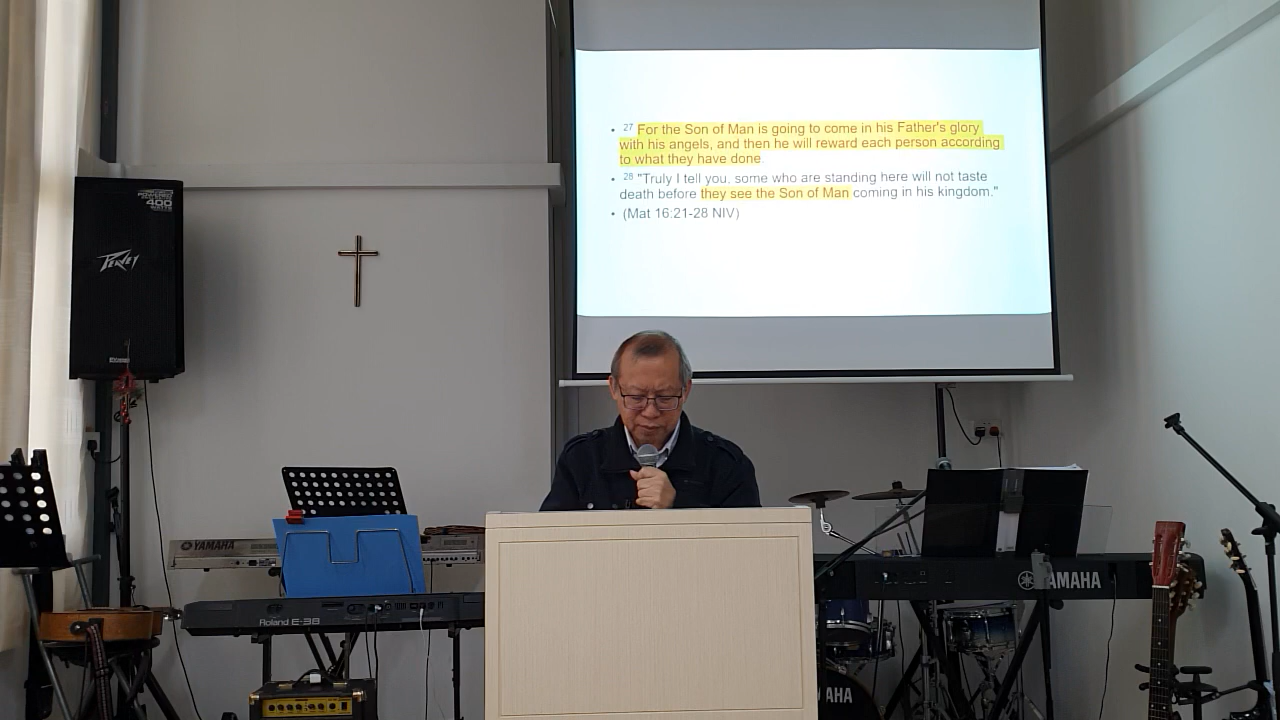 • 27 For the Son of Man is going to come in his Father's glory
with his angels, and then he will reward each person according
to what they have done.
• 28 "Truly I tell you, some who are standing here will not taste
death before they see the Son of Man coming in his kingdom."
• (Mat 16:21-28 NIV)
400
PEAVEY
YAMAHA
Roland E-38
YAMAHA
AHA